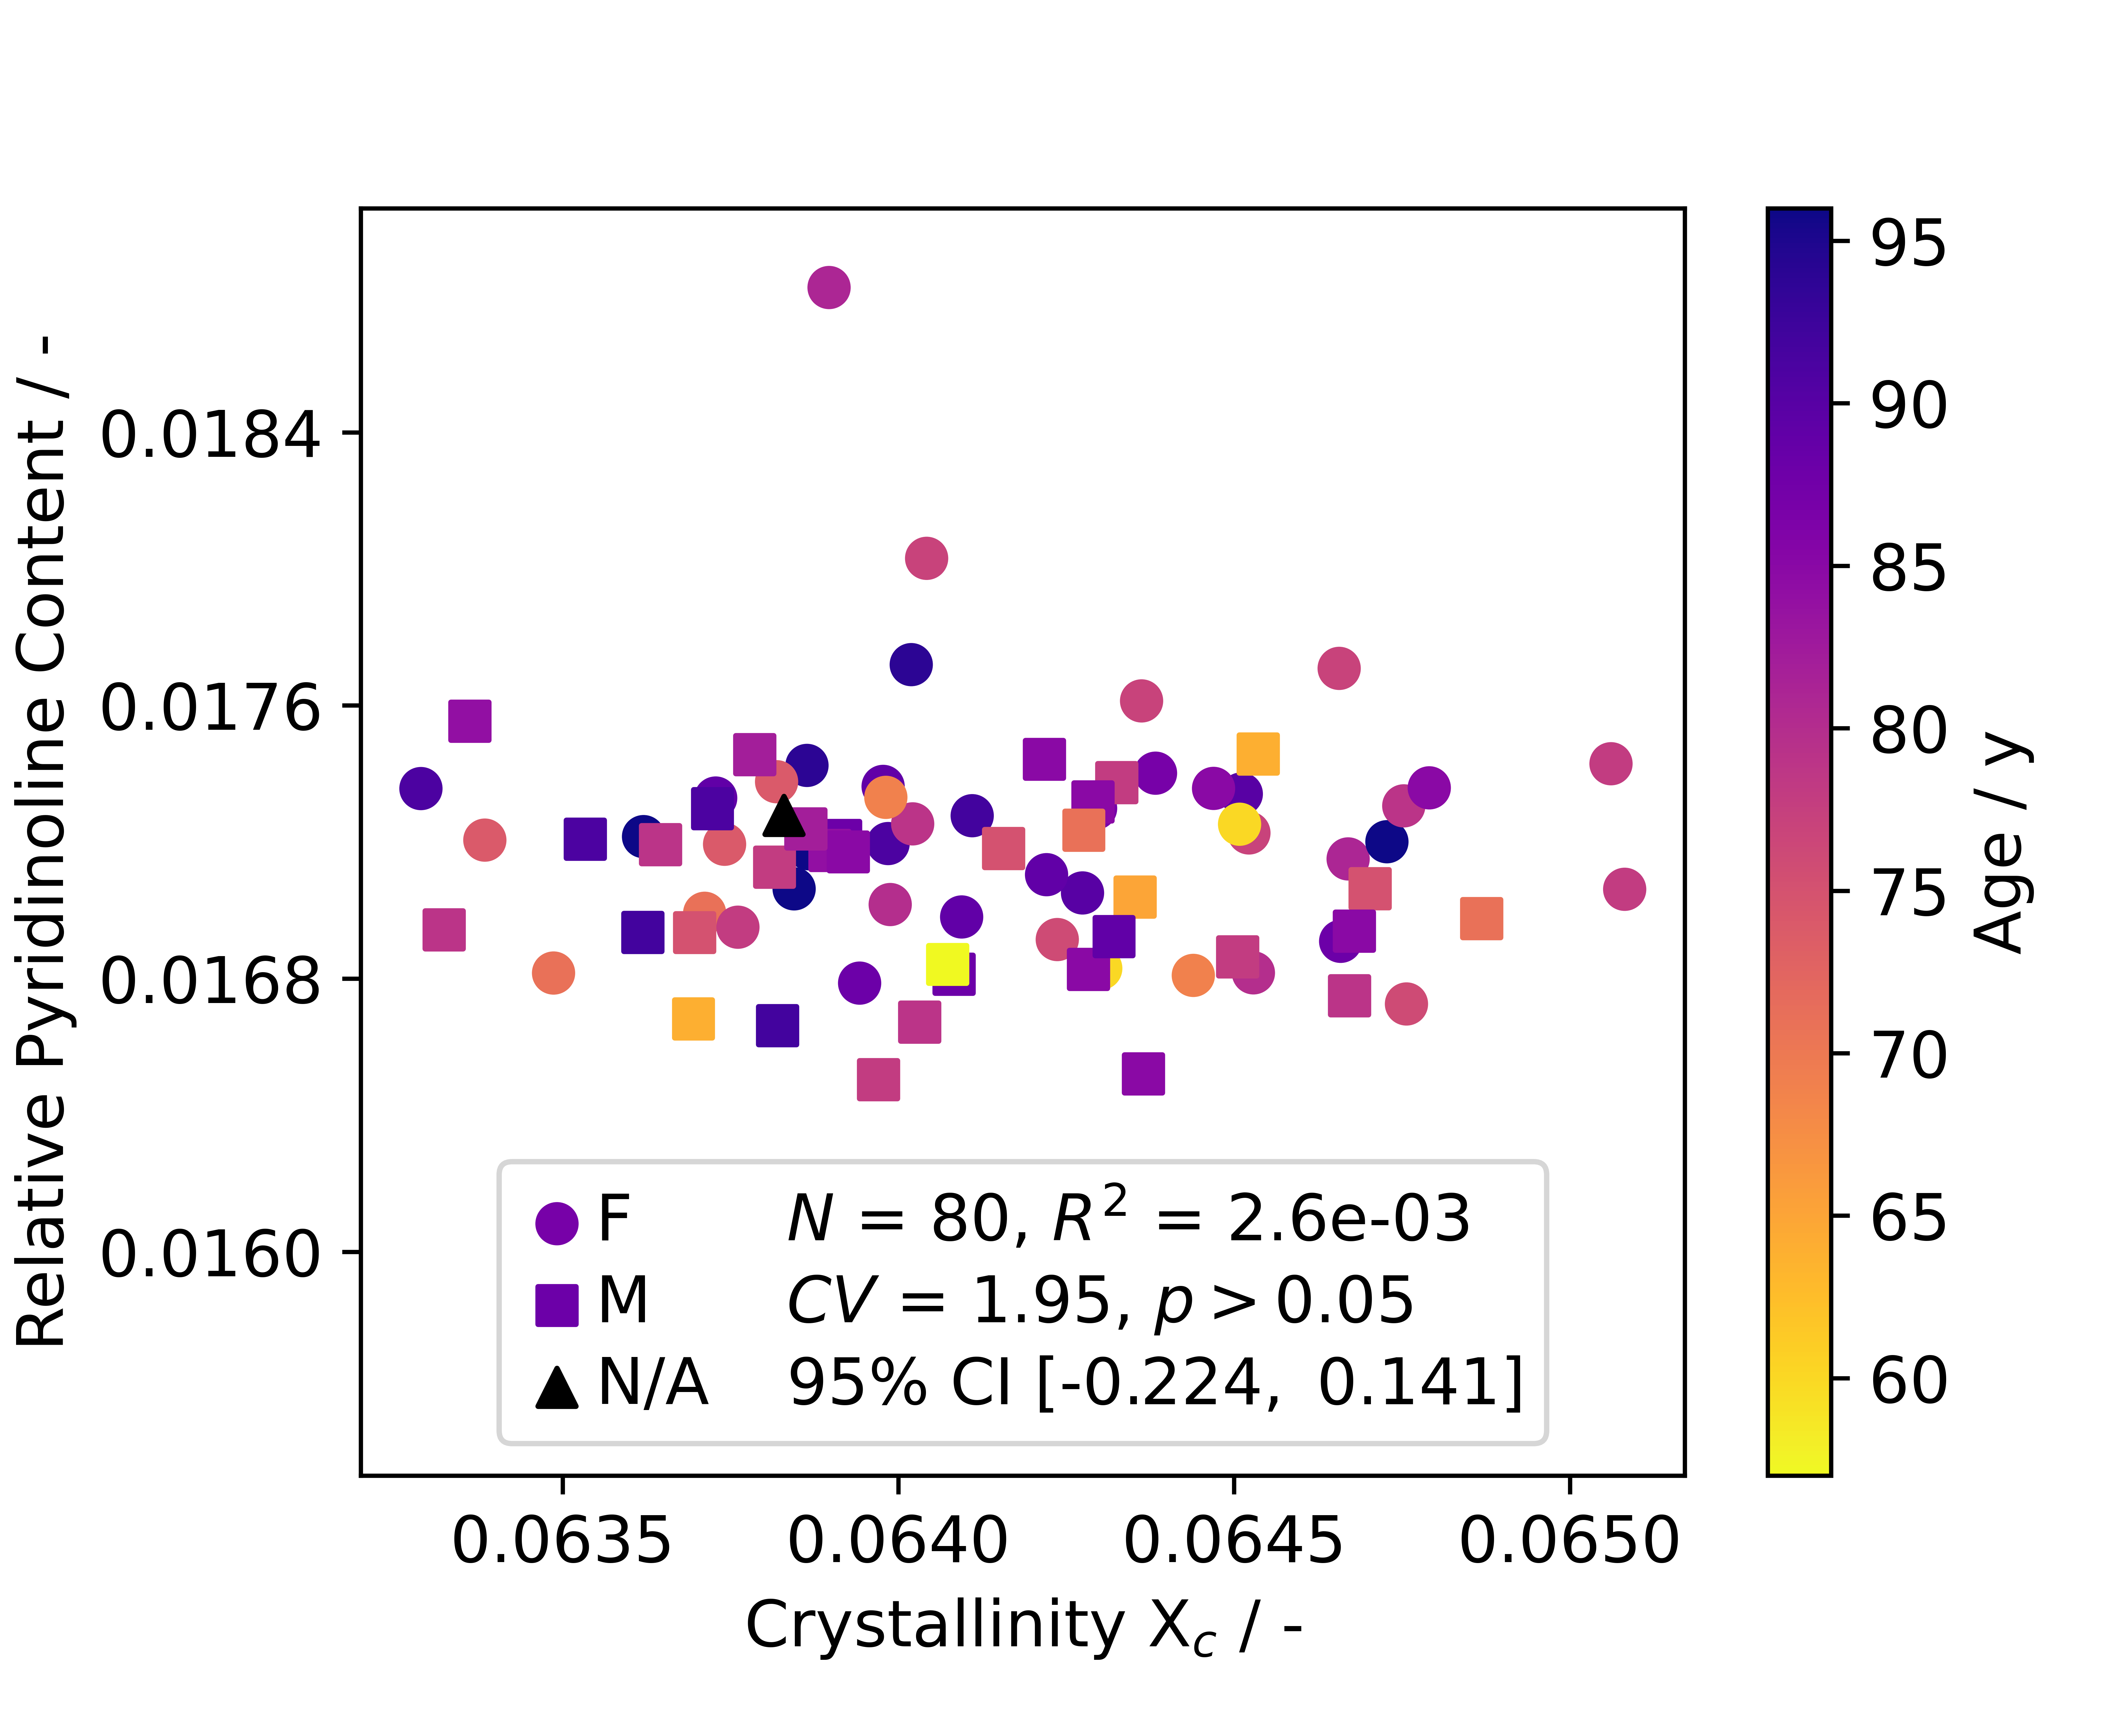 Relative Pyridinoline Content / -
0.0184
0.0176
0.0168
0.0160
F
M
N/A
N = 80, R² = 2.6e-03
CV = 1.95, p > 0.05
95% CI [-0.224, 0.141]
0.0635 0.0640 0.0645 0.0650
Crystallinity X_c / -
95
90
85
80
75
70
65
60
Age / y